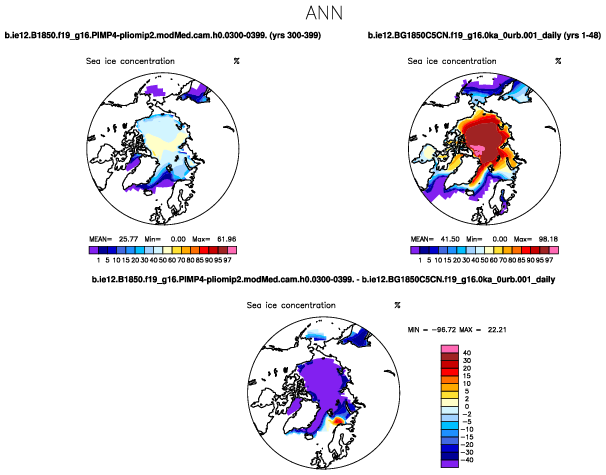 ANN
b.ie12.B1850.f19_g16.PIMP4-pliomip2.modMed.cam.h0.0300-0399. (yrs 300-399)
b.ie12.BG1850C5CN.f19_g16.0ka_0urb.001_daily (yrs 1-48)
Sea ice concentration %
Sea ice concentration %
MEAN= 25.77 Min= 0.00 Max= 61.96
MEAN= 41.50 Min= 0.00 Max= 98.18
1 5 10 15 20 30 40 50 60 70 80 85 90 95 97
1 5 10 15 20 30 40 50 60 70 80 85 90 95 97
b.ie12.B1850.f19_g16.PIMP4-pliomip2.modMed.cam.h0.0300-0399. - b.ie12.BG1850C5CN.f19_g16.0ka_0urb.001_daily
Sea ice concentration %
MIN = -96.72 MAX = 22.21
40
30
20
15
10
5
2
0
-2
-5
-10
-15
-20
-30
-40